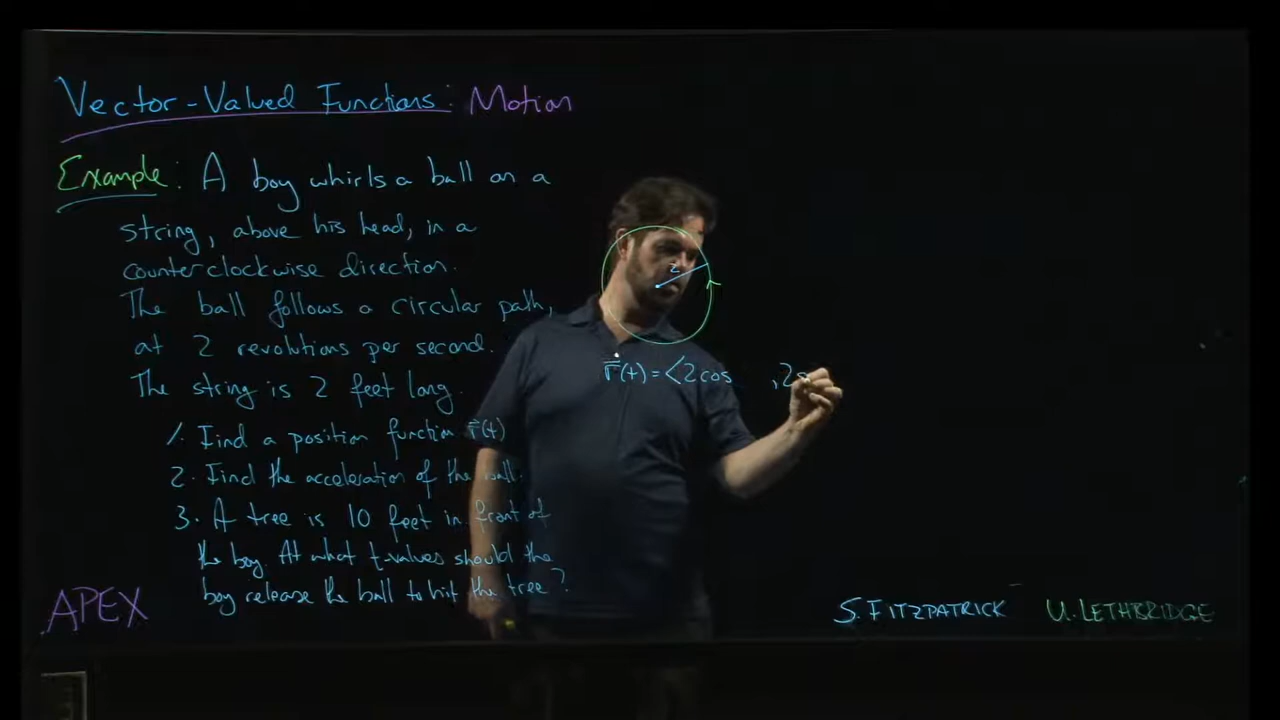 Vector-Valued Functions: Motion
Example: A boy whirls a ball on a
string, above his head, in a
counterclockwise direction.
The ball follows a circular path,
at 2 revolutions per second.
The string is 2 feet long.
1. Find a position function r⃗(t)
2. Find the acceleration of the ball.
3. A tree is 10 feet in front of
the boy. At what t-values should the
boy release the ball to hit the tree?
2
r⃗(t) = <2cos , 2s
APEX
S. FITZPATRICK U. LETHBRIDGE